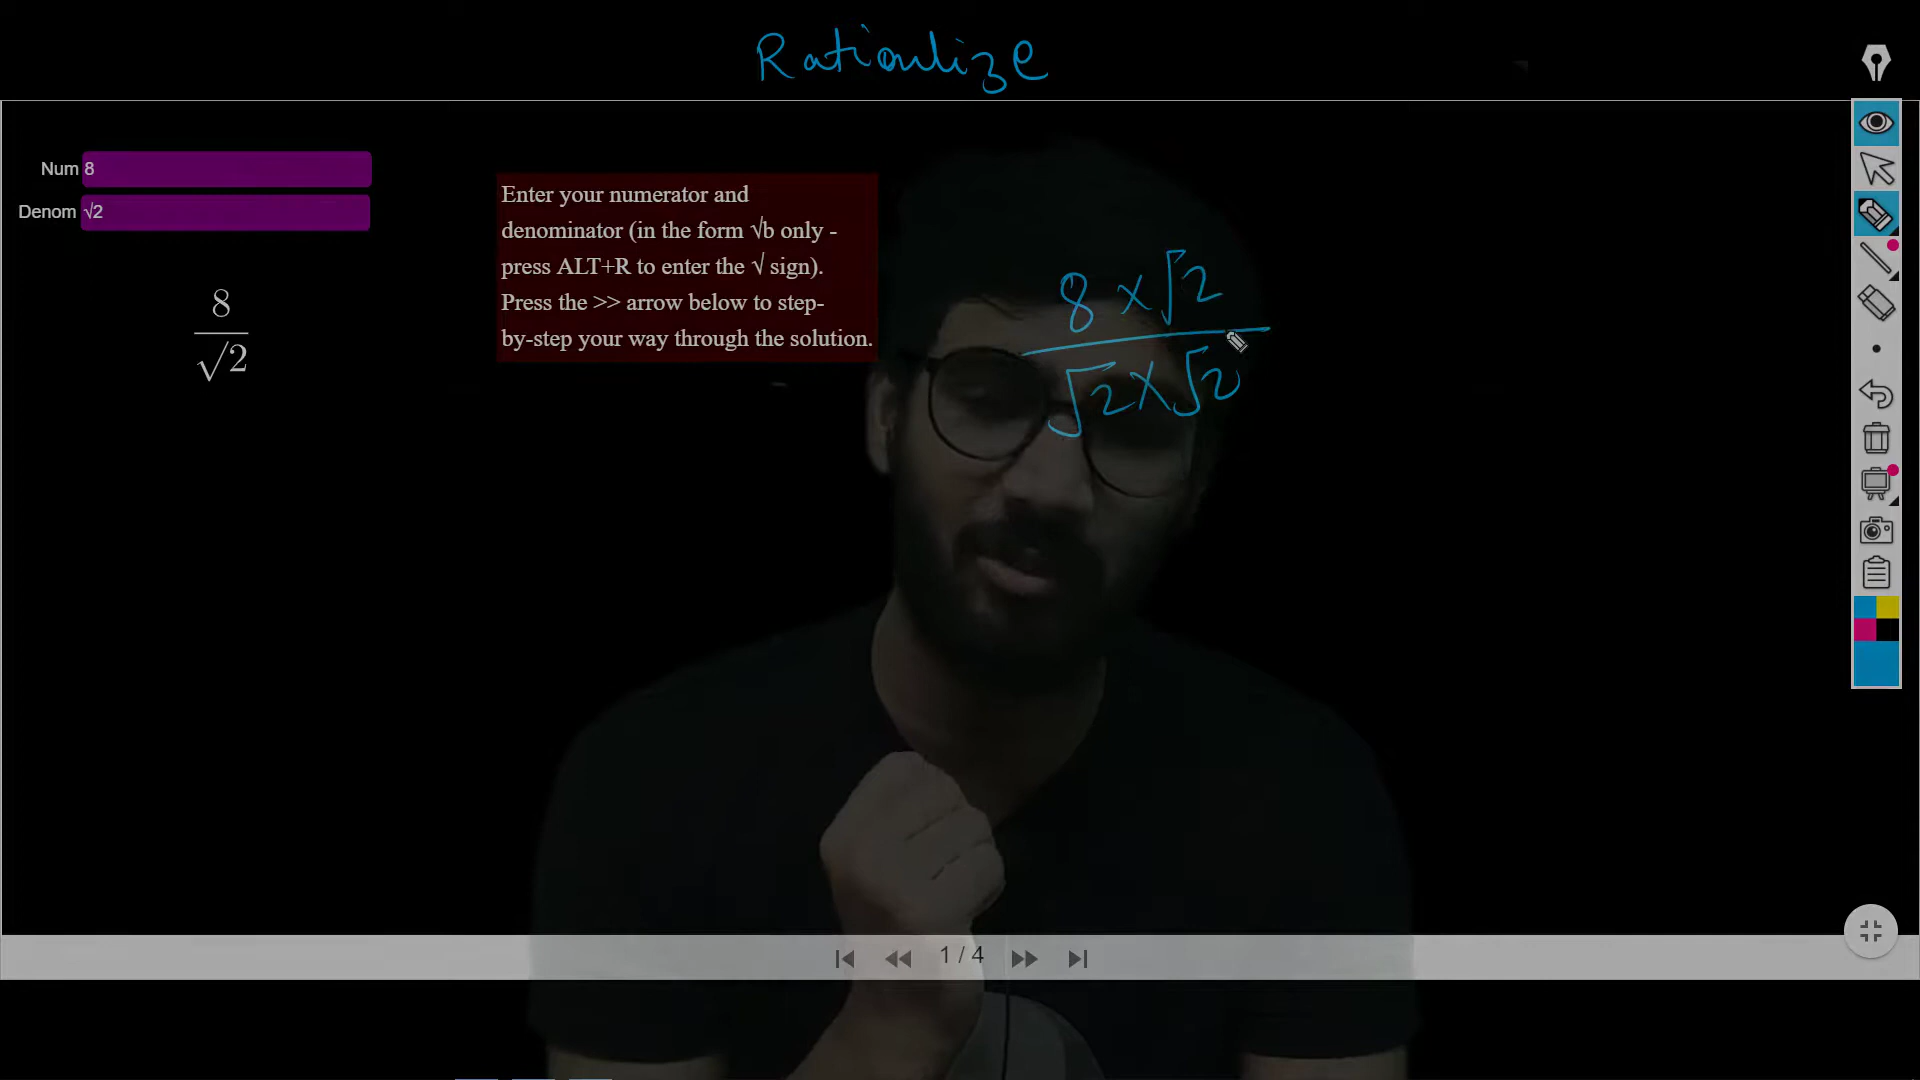 Rationlize
Num 8
Denom √2
8
√2
Enter your numerator and
denominator (in the form √b only -
press ALT+R to enter the √ sign).
Press the >> arrow below to step-
by-step your way through the solution.
8 × √2
√2 × √2
1 / 4